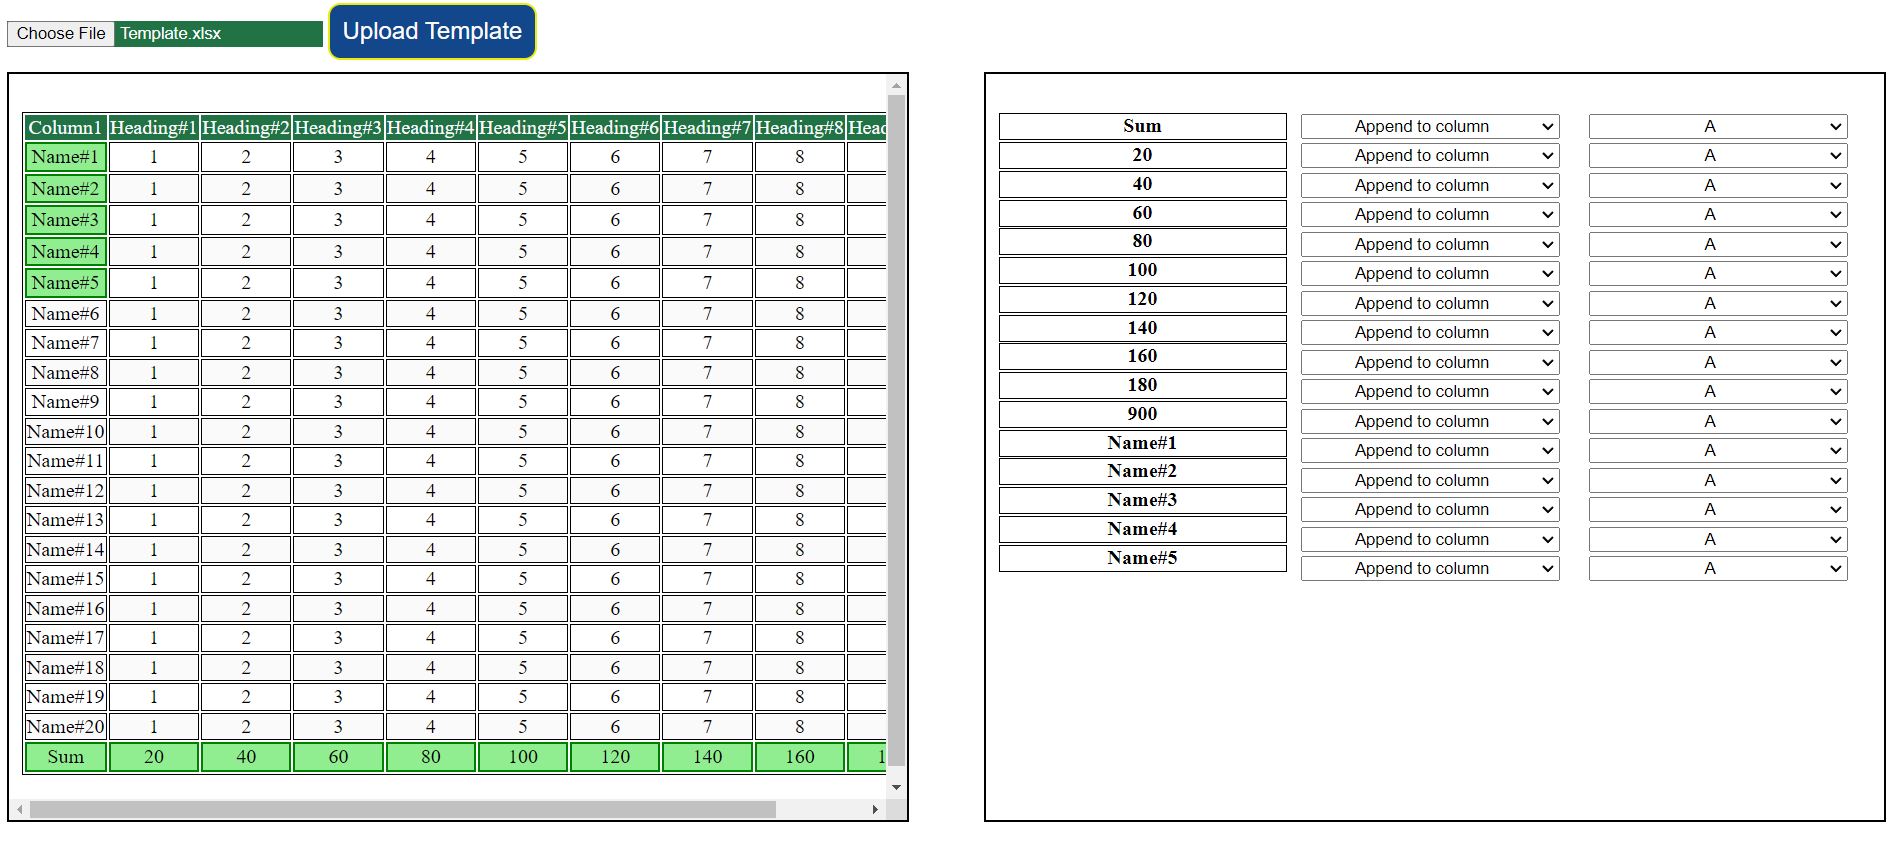 Choose File Template.xlsx Upload Template
Column1 Heading#1 Heading#2 Heading#3 Heading#4 Heading#5 Heading#6 Heading#7 Heading#8 Head
Name#1 1 2 3 4 5 6 7 8
Name#2 1 2 3 4 5 6 7 8
Name#3 1 2 3 4 5 6 7 8
Name#4 1 2 3 4 5 6 7 8
Name#5 1 2 3 4 5 6 7 8
Name#6 1 2 3 4 5 6 7 8
Name#7 1 2 3 4 5 6 7 8
Name#8 1 2 3 4 5 6 7 8
Name#9 1 2 3 4 5 6 7 8
Name#10 1 2 3 4 5 6 7 8
Name#11 1 2 3 4 5 6 7 8
Name#12 1 2 3 4 5 6 7 8
Name#13 1 2 3 4 5 6 7 8
Name#14 1 2 3 4 5 6 7 8
Name#15 1 2 3 4 5 6 7 8
Name#16 1 2 3 4 5 6 7 8
Name#17 1 2 3 4 5 6 7 8
Name#18 1 2 3 4 5 6 7 8
Name#19 1 2 3 4 5 6 7 8
Name#20 1 2 3 4 5 6 7 8
Sum 20 40 60 80 100 120 140 160 1
Sum Append to column A
20 Append to column A
40 Append to column A
60 Append to column A
80 Append to column A
100 Append to column A
120 Append to column A
140 Append to column A
160 Append to column A
180 Append to column A
900 Append to column A
Name#1 Append to column A
Name#2 Append to column A
Name#3 Append to column A
Name#4 Append to column A
Name#5 Append to column A